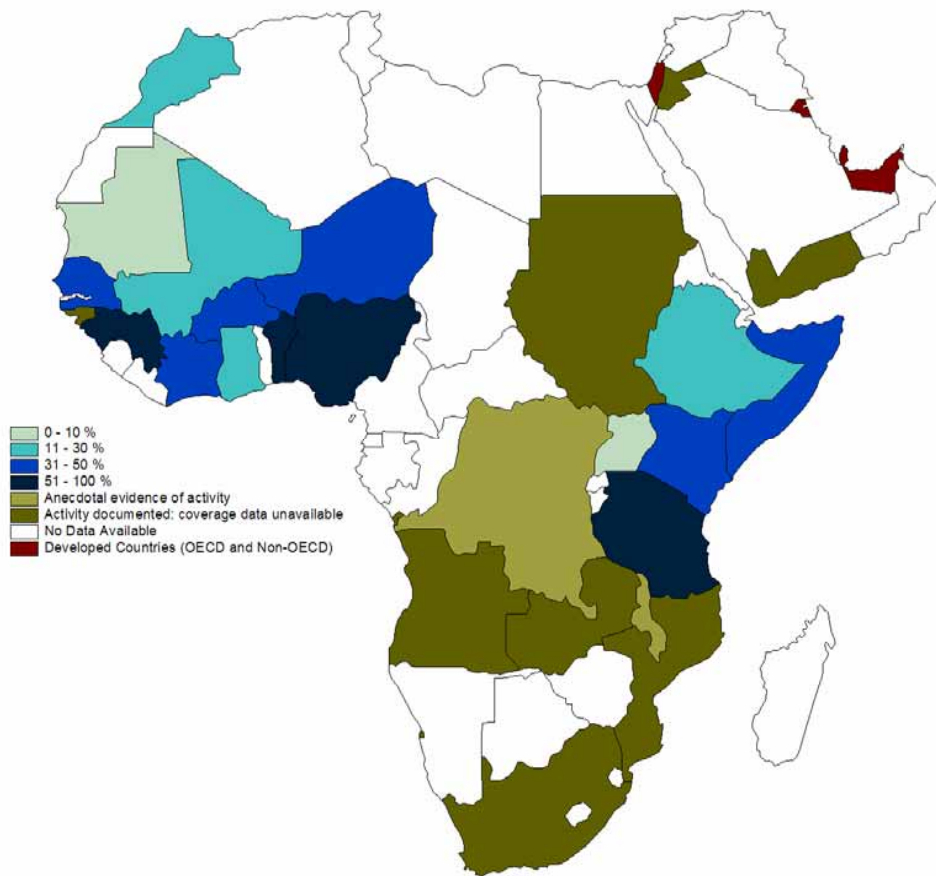 0 - 10 %
11 - 30 %
31 - 50 %
51 - 100 %
Anecdotal evidence of activity
Activity documented: coverage data unavailable
No Data Available
Developed Countries (OECD and Non-OECD)